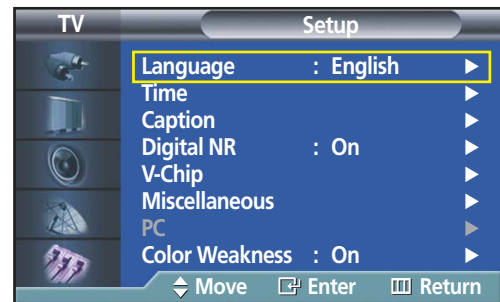 TV Setup
Language : English
Time
Caption
Digital NR : On
V-Chip
Miscellaneous
PC
Color Weakness : On
Move Enter Return